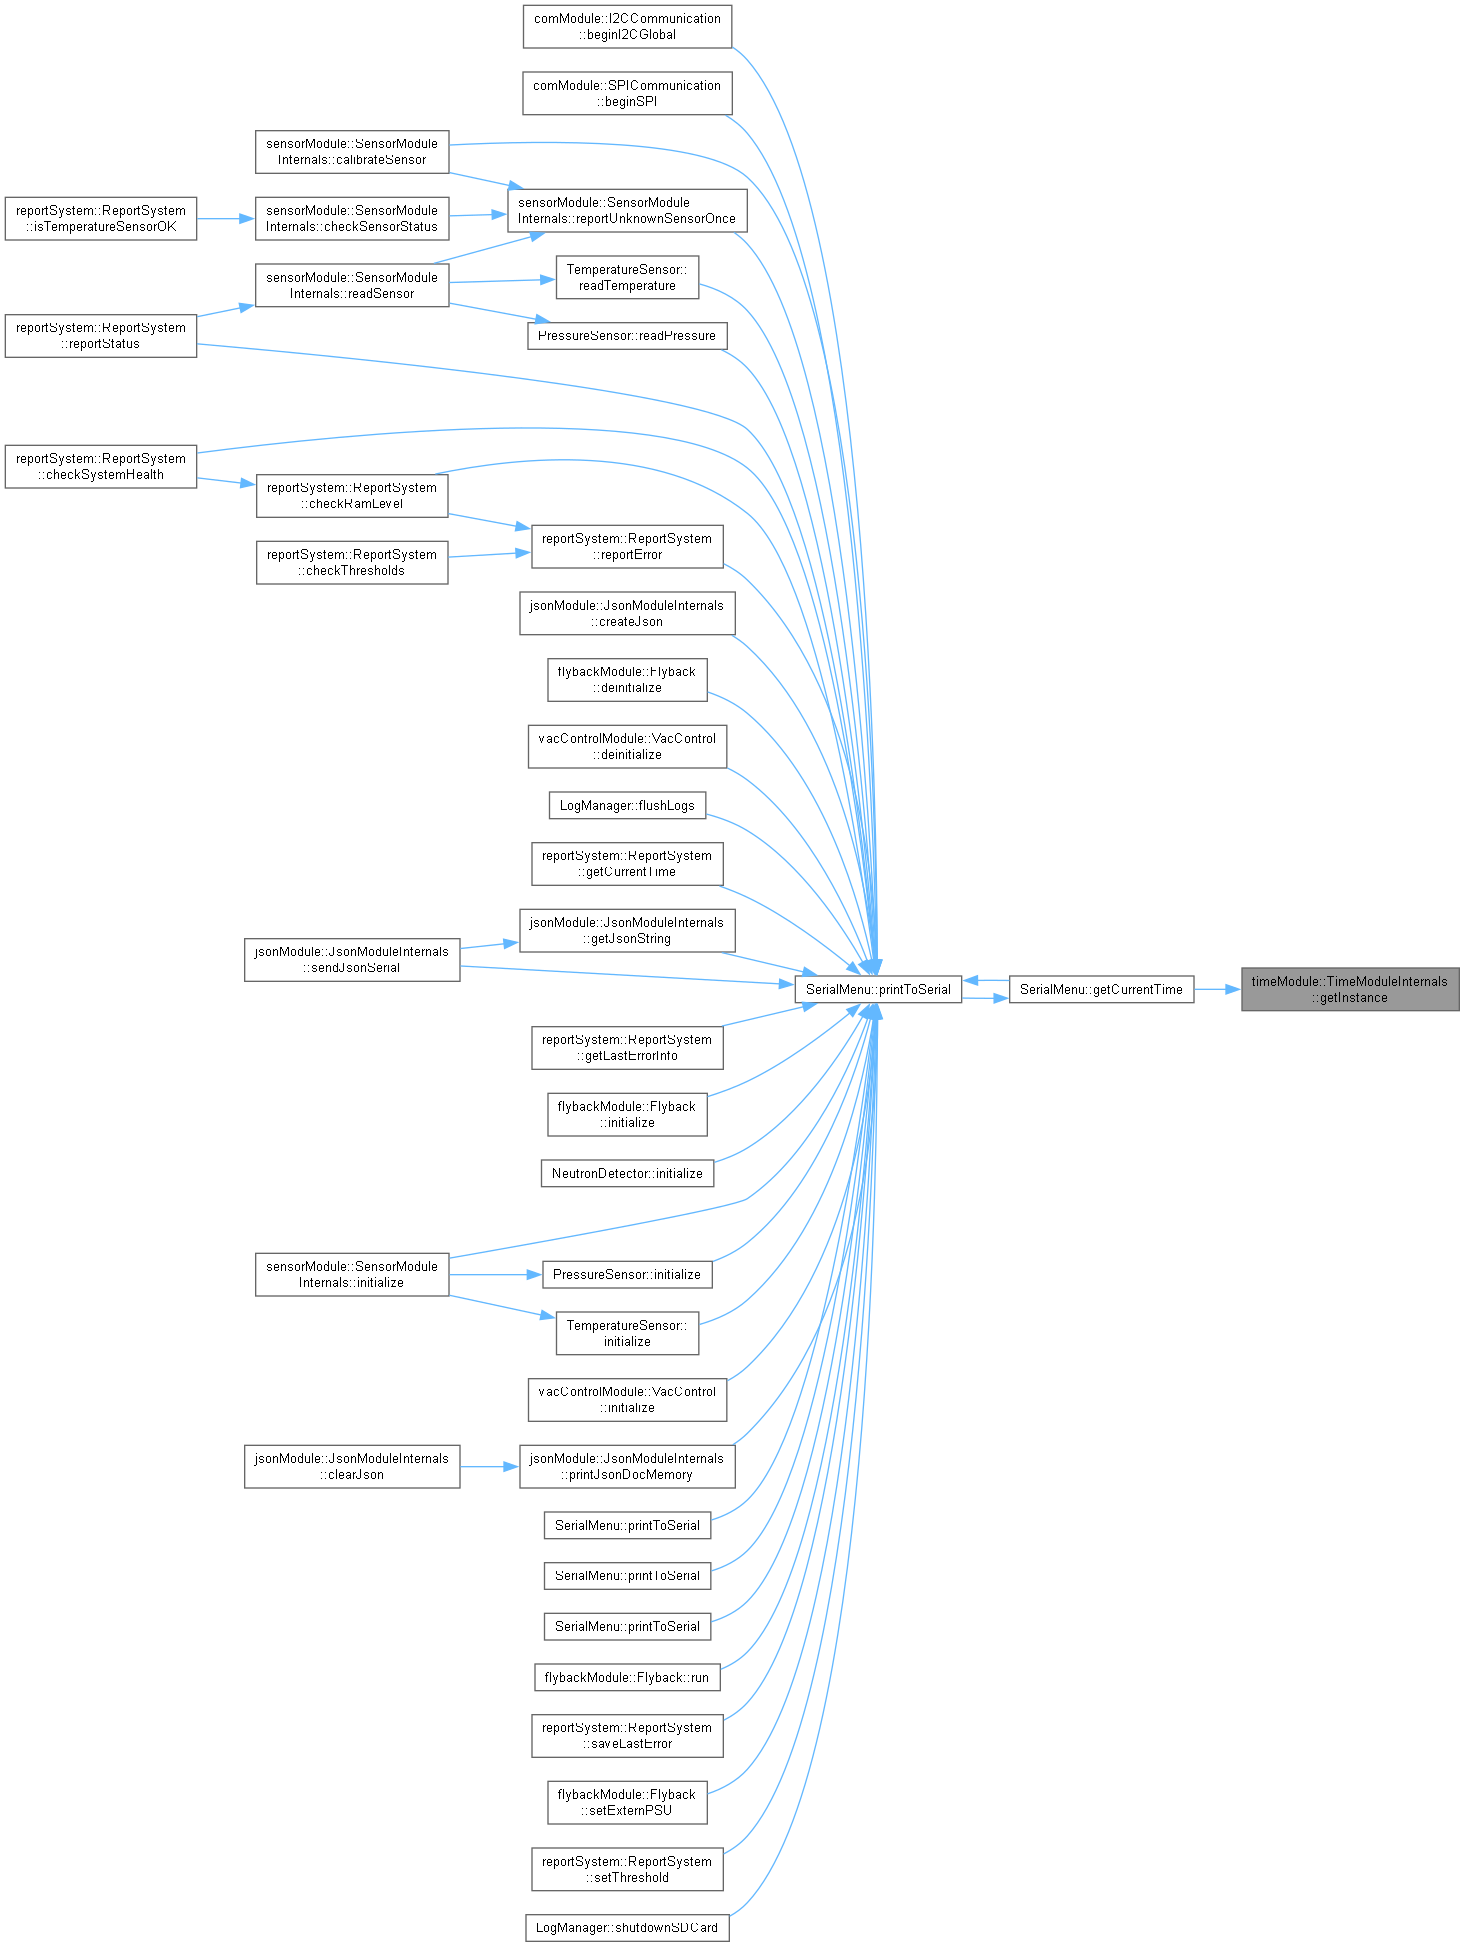 comModule::I2CCommunication
::beginI2CGlobal
comModule::SPICommunication
::beginSPI
sensorModule::SensorModule
Internals::calibrateSensor
sensorModule::SensorModule
Internals::reportUnknownSensorOnce
reportSystem::ReportSystem
::isTemperatureSensorOK
sensorModule::SensorModule
Internals::checkSensorStatus
sensorModule::SensorModule
Internals::readSensor
TemperatureSensor::
readTemperature
reportSystem::ReportSystem
::reportStatus
PressureSensor::readPressure
reportSystem::ReportSystem
::checkSystemHealth
reportSystem::ReportSystem
::checkRamLevel
reportSystem::ReportSystem
::reportError
reportSystem::ReportSystem
::checkThresholds
jsonModule::JsonModuleInternals
::createJson
flybackModule::Flyback
::deinitialize
vacControlModule::VacControl
::deinitialize
LogManager::flushLogs
reportSystem::ReportSystem
::getCurrentTime
jsonModule::JsonModuleInternals
::getJsonString
jsonModule::JsonModuleInternals
::sendJsonSerial
SerialMenu::printToSerial
SerialMenu::getCurrentTime
timeModule::TimeModuleInternals
::getInstance
reportSystem::ReportSystem
::getLastErrorInfo
flybackModule::Flyback
::initialize
NeutronDetector::initialize
sensorModule::SensorModule
Internals::initialize
PressureSensor::initialize
TemperatureSensor::
initialize
vacControlModule::VacControl
::initialize
jsonModule::JsonModuleInternals
::clearJson
jsonModule::JsonModuleInternals
::printJsonDocMemory
SerialMenu::printToSerial
SerialMenu::printToSerial
SerialMenu::printToSerial
flybackModule::Flyback::run
reportSystem::ReportSystem
::saveLastError
flybackModule::Flyback
::setExternPSU
reportSystem::ReportSystem
::setThreshold
LogManager::shutdownSDCard